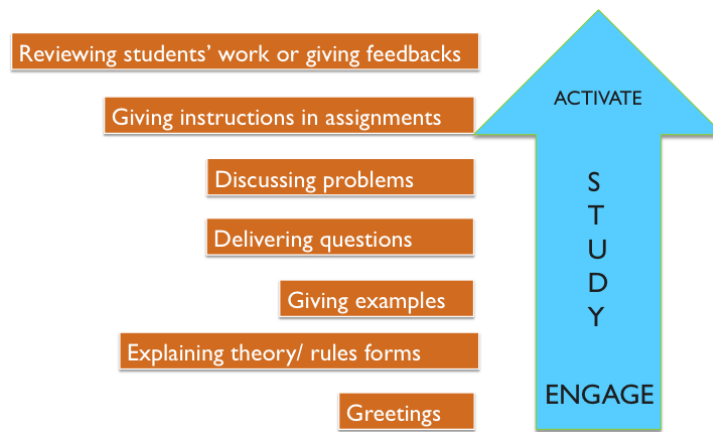 Reviewing students' work or giving feedbacks
ACTIVATE
Giving instructions in assignments
Discussing problems
Delivering questions
Giving examples
Explaining theory/ rules forms
Greetings
S
T
U
D
Y
ENGAGE